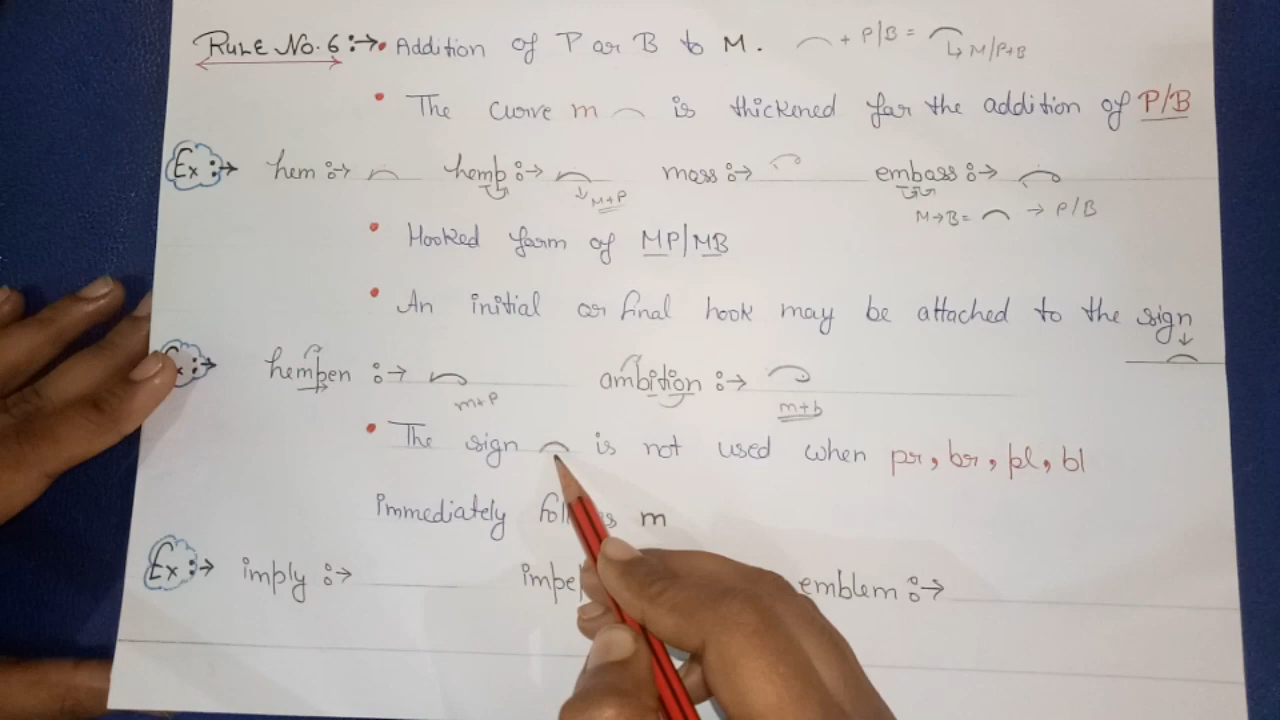 RULE No. 6 :→ • Addition of P or B to M. + P/B = M/P+B
• The curve m is thickened for the addition of P/B
Ex :→ hem :→ hemp :→ M+P moss :→ emboss :→
M→B = → P/B
• Hooked form of MP/MB
• An initial or final hook may be attached to the sign
:→ hempen :→ m+P ambition :→ m+b
• The sign is not used when pr, br, pl, bl
immediately m
Ex :→ imply :→ emblem :→